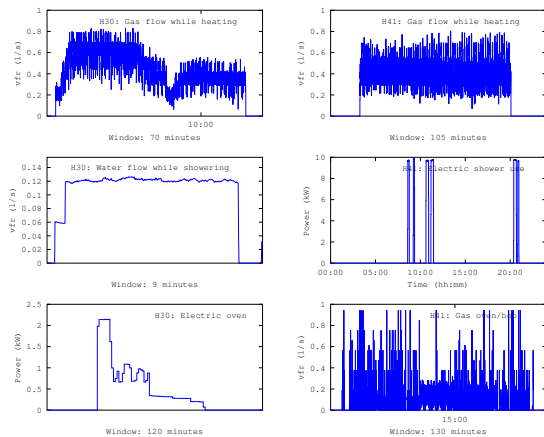 H30: Gas flow while heating
vfr (l/s)
1
0.8
0.6
0.4
0.2
0
10:00
Window: 70 minutes
H41: Gas flow while heating
vfr (l/s)
1
0.8
0.6
0.4
0.2
0
Window: 105 minutes
H30: Water flow while showering
vfr (l/s)
0.14
0.12
0.1
0.08
0.06
0.04
0.02
0
Window: 9 minutes
H41: Electric shower use
Power (kW)
10
8
6
4
2
0
00:00 05:00 10:00 15:00 20:00
Time (hh:mm)
H30: Electric oven
Power (kW)
2.5
2
1.5
1
0.5
0
Window: 120 minutes
H41: Gas oven/hob
vfr (l/s)
1
0.8
0.6
0.4
0.2
0
15:00
Window: 130 minutes